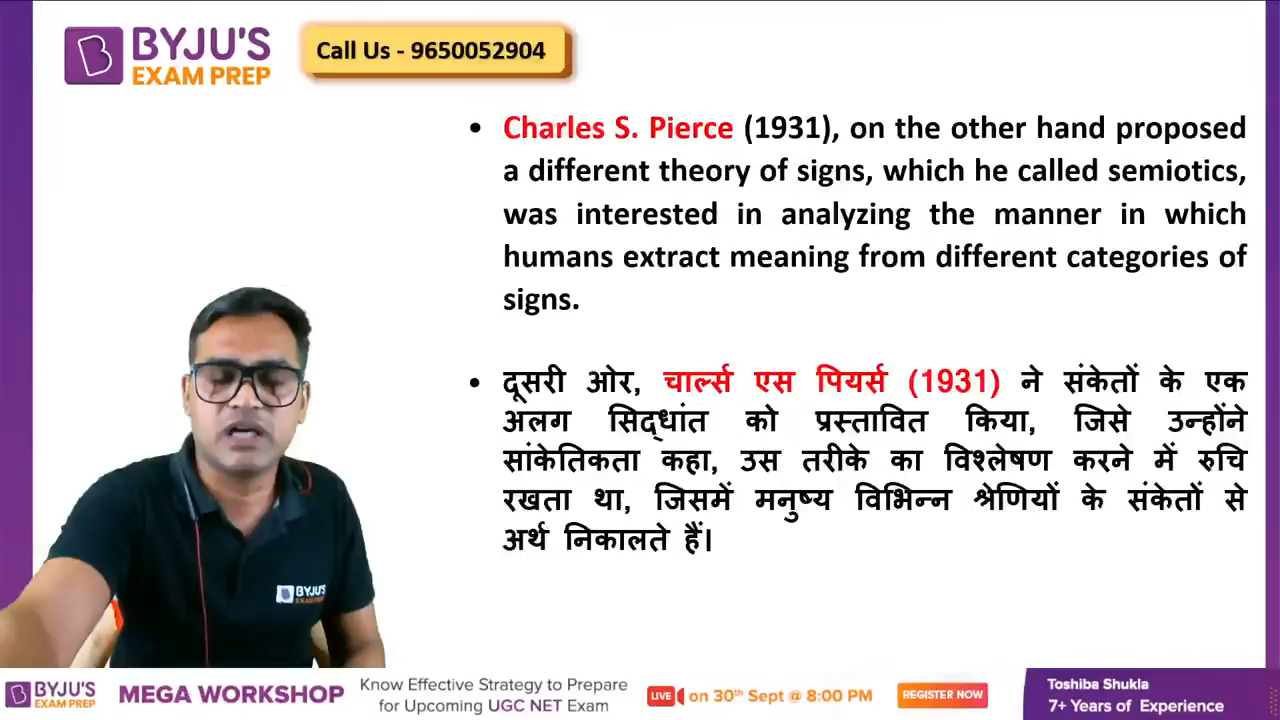 BYJU'S
EXAM PREP
Call Us - 9650052904
• Charles S. Pierce (1931), on the other hand proposed
a different theory of signs, which he called semiotics,
was interested in analyzing the manner in which
humans extract meaning from different categories of
signs.
• दूसरी ओर, चार्ल्स एस पियर्स (1931) ने संकेतों के एक
अलग सिद्धांत को प्रस्तावित किया, जिसे उन्होंने
सांकेतिकता कहा, उस तरीके का विश्लेषण करने में रुचि
रखता था, जिसमें मनुष्य विभिन्न श्रेणियों के संकेतों से
अर्थ निकालते हैं।
BYJU'S
EXAM PREP
BYJU'S
EXAM PREP
MEGA WORKSHOP
Know Effective Strategy to Prepare
for Upcoming UGC NET Exam
LIVE on 30th Sept @ 8:00 PM
REGISTER NOW
Toshiba Shukla
7+ Years of Experience